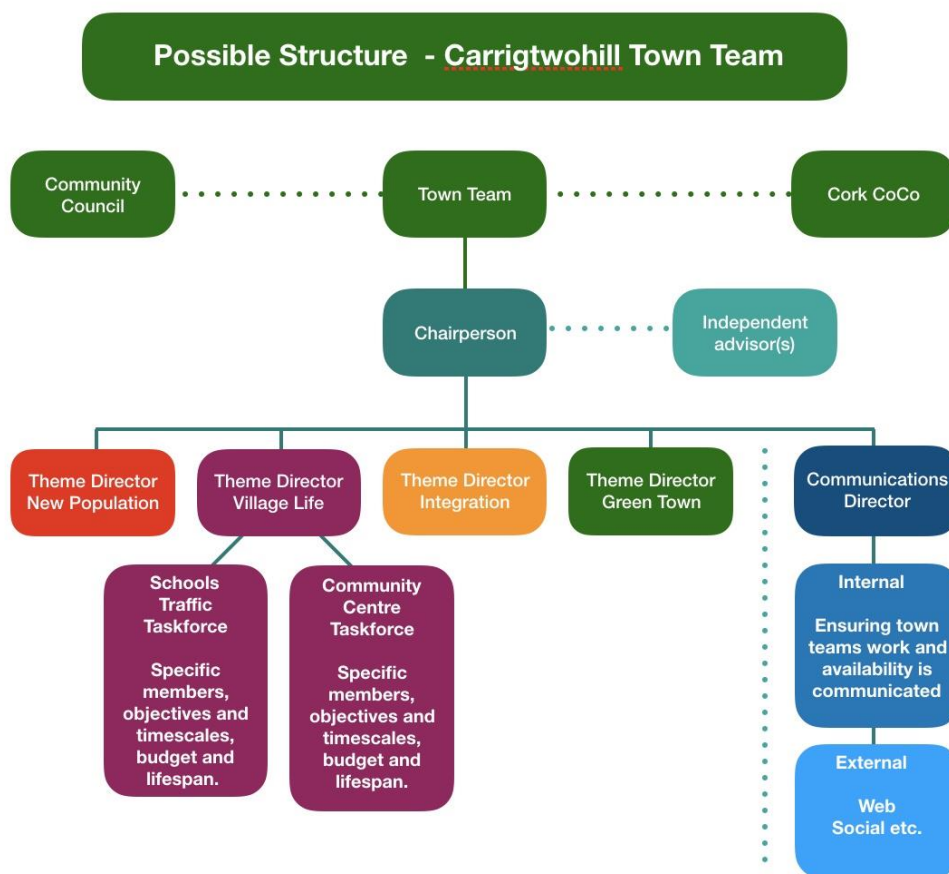 Possible Structure - Carrigtwohill Town Team
Community
Council
Town Team
Cork CoCo
Chairperson
Independent
advisor(s)
Theme Director
New Population
Theme Director
Village Life
Theme Director
Integration
Theme Director
Green Town
Communications
Director
Schools
Traffic
Taskforce
Specific
members,
objectives and
timescales,
budget and
lifespan.
Community
Centre
Taskforce
Specific
members,
objectives and
timescales,
budget and
lifespan.
Internal
Ensuring town
teams work and
availability is
communicated
External
Web
Social etc.